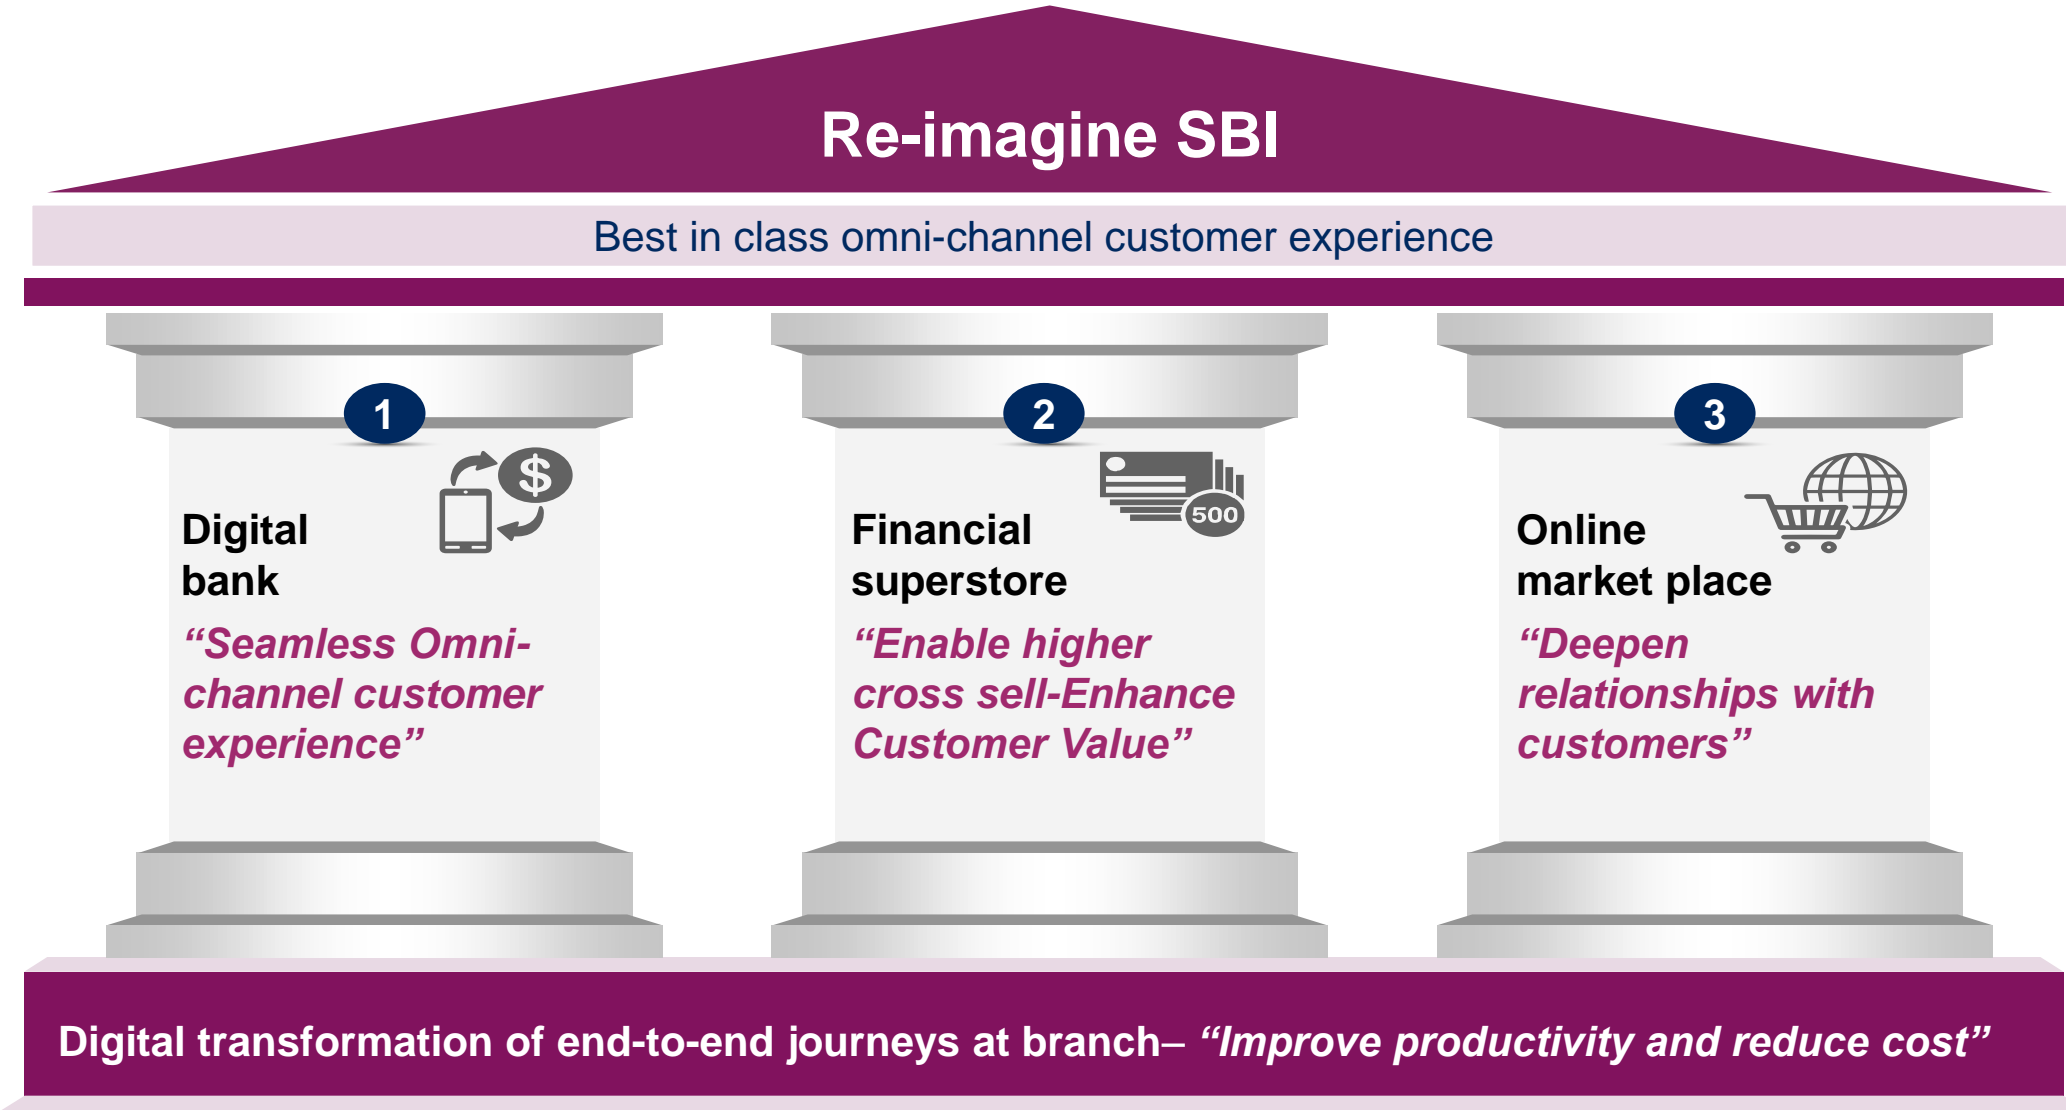 Re-imagine SBI
Best in class omni-channel customer experience
1
$
Digital
bank
“Seamless Omni-
channel customer
experience”
2
500
Financial
superstore
“Enable higher
cross sell-Enhance
Customer Value”
3
Online
market place
“Deepen
relationships with
customers”
Digital transformation of end-to-end journeys at branch– “Improve productivity and reduce cost”